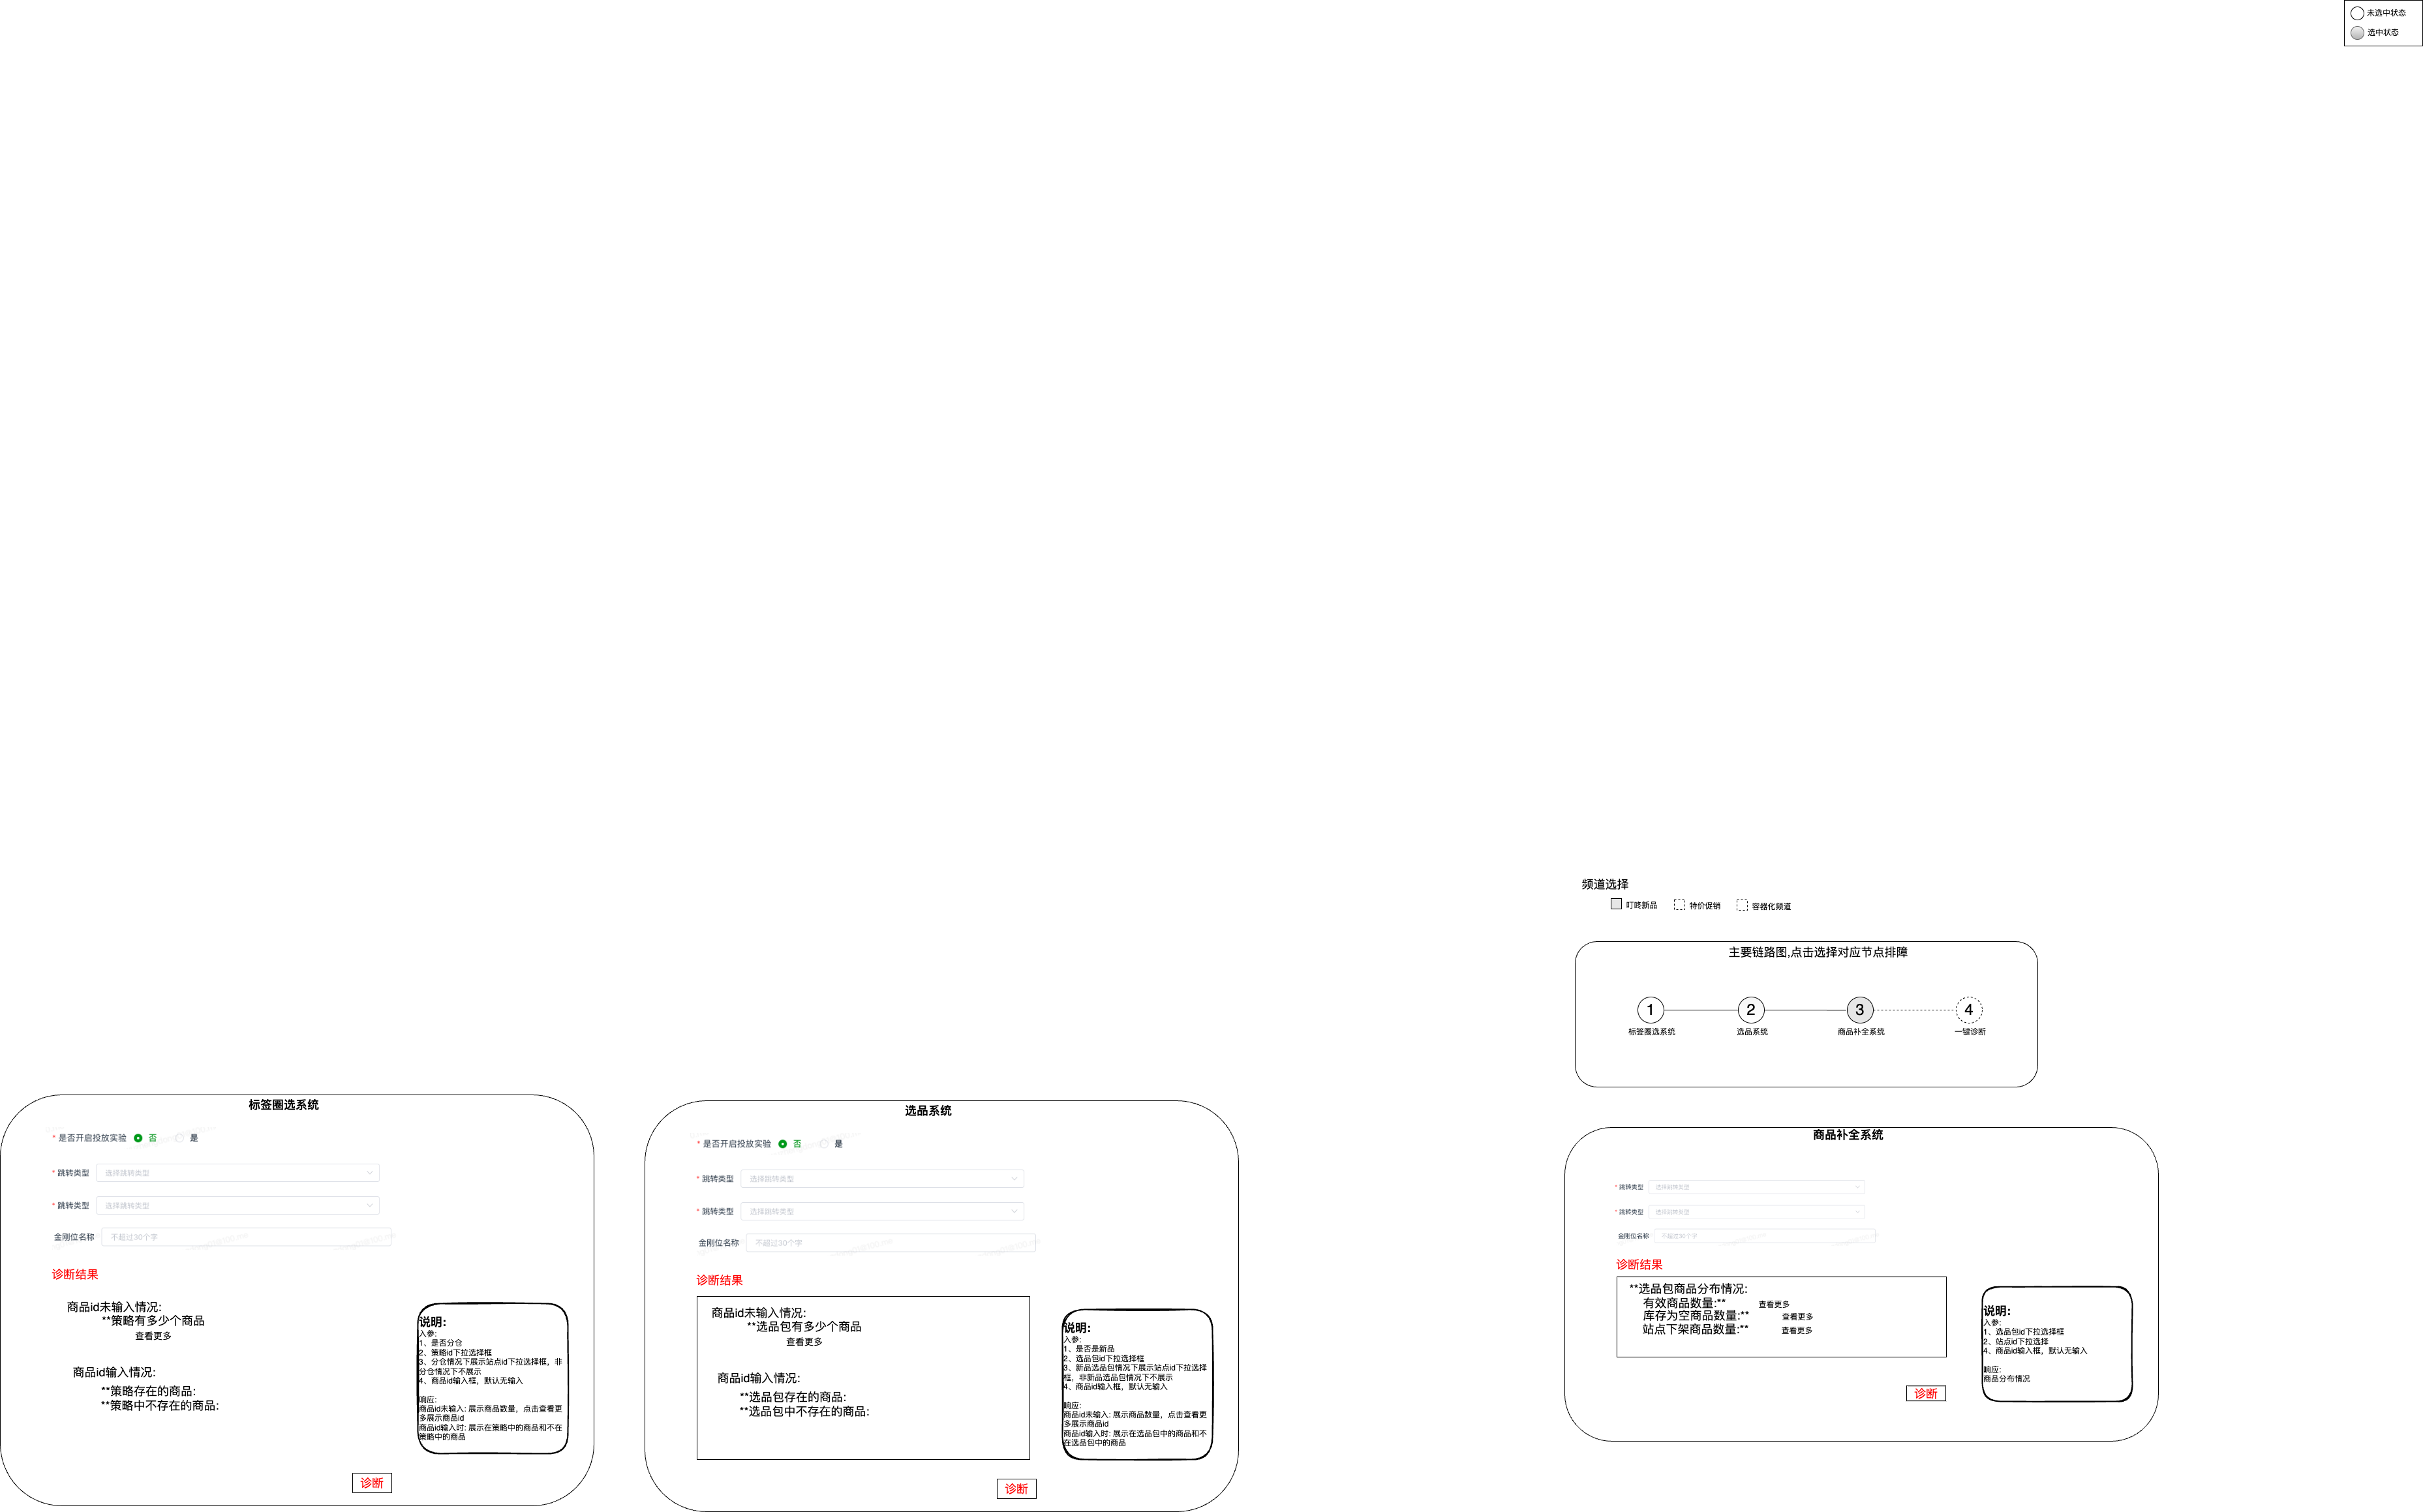 未选中状态
选中状态
频道选择
叮咚新品
特价促销
容器化频道
主要链路图,点击选择对应节点排障
1
2
3
4
标签圈选系统
选品系统
商品补全系统
一键诊断
标签圈选系统
* 是否开启投放实验 否 是
* 跳转类型 选择跳转类型
* 跳转类型 选择跳转类型
金刚位名称 不超过30个字
诊断结果
商品id未输入情况:
**策略有多少个商品
查看更多
商品id输入情况:
**策略存在的商品:
**策略中不存在的商品:
说明:
入参:
1、是否分仓
2、策略id下拉选择框
3、分仓情况下展示站点id下拉选择框，非
分仓情况下不展示
4、商品id输入框，默认无输入
响应:
商品id未输入: 展示商品数量，点击查看更
多展示商品id
商品id输入时: 展示在策略中的商品和不在
策略中的商品
诊断
选品系统
* 是否开启投放实验 否 是
* 跳转类型 选择跳转类型
* 跳转类型 选择跳转类型
金刚位名称 不超过30个字
诊断结果
商品id未输入情况:
**选品包有多少个商品
查看更多
商品id输入情况:
**选品包存在的商品:
**选品包中不存在的商品:
说明:
入参:
1、是否是新品
2、选品包id下拉选择框
3、新品选品包情况下展示站点id下拉选择
框，非新品选品包情况下不展示
4、商品id输入框，默认无输入
响应:
商品id未输入: 展示商品数量，点击查看更
多展示商品id
商品id输入时: 展示在选品包中的商品和不
在选品包中的商品
诊断
商品补全系统
* 跳转类型 选择跳转类型
* 跳转类型 选择跳转类型
金刚位名称 不超过30个字
诊断结果
**选品包商品分布情况:
有效商品数量:** 查看更多
库存为空商品数量:** 查看更多
站点下架商品数量:** 查看更多
说明:
入参:
1、选品包id下拉选择框
2、站点id下拉选择
4、商品id输入框，默认无输入
响应:
商品分布情况
诊断